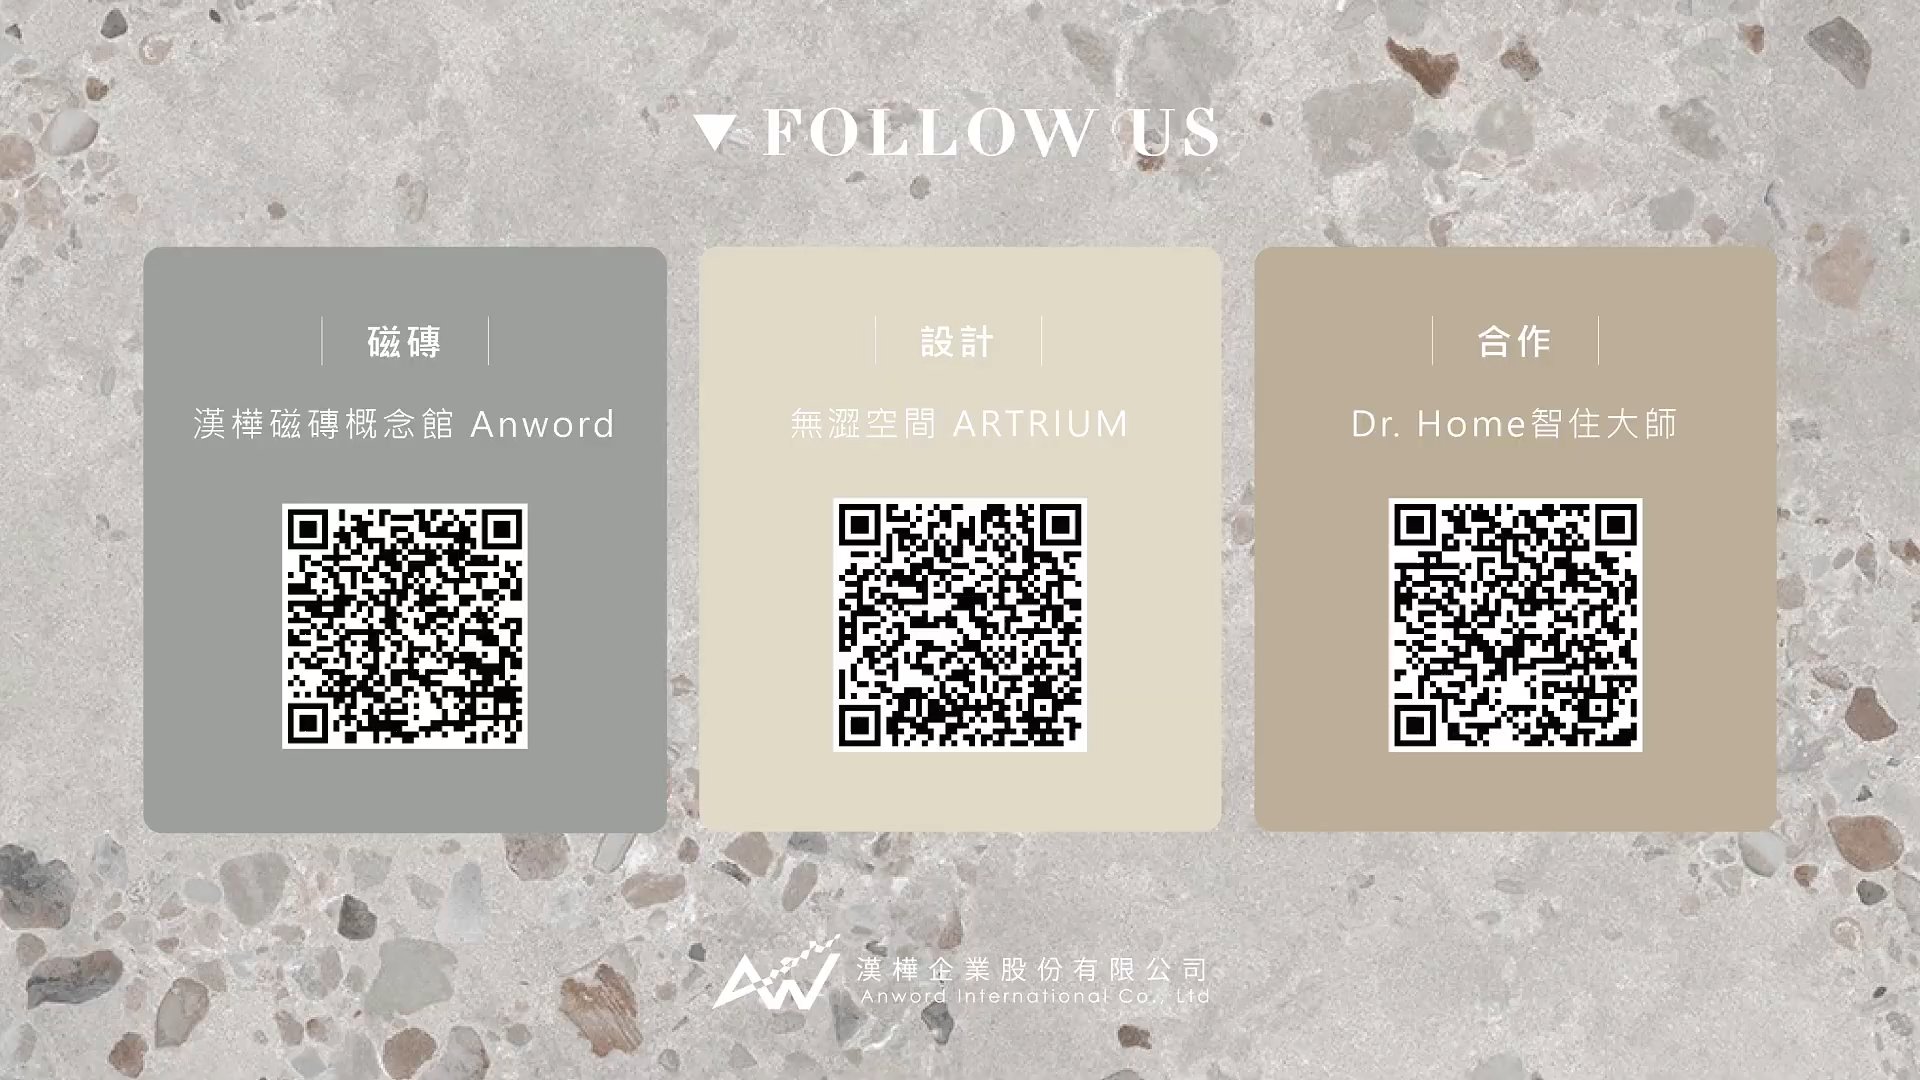 ▼ FOLLOW US
磁磚
漢樺磁磚概念館 Anword
設計
無澀空間 ARTRIUM
合作
Dr. Home智住大師
AW
漢樺企業股份有限公司
Anword International Co., Ltd